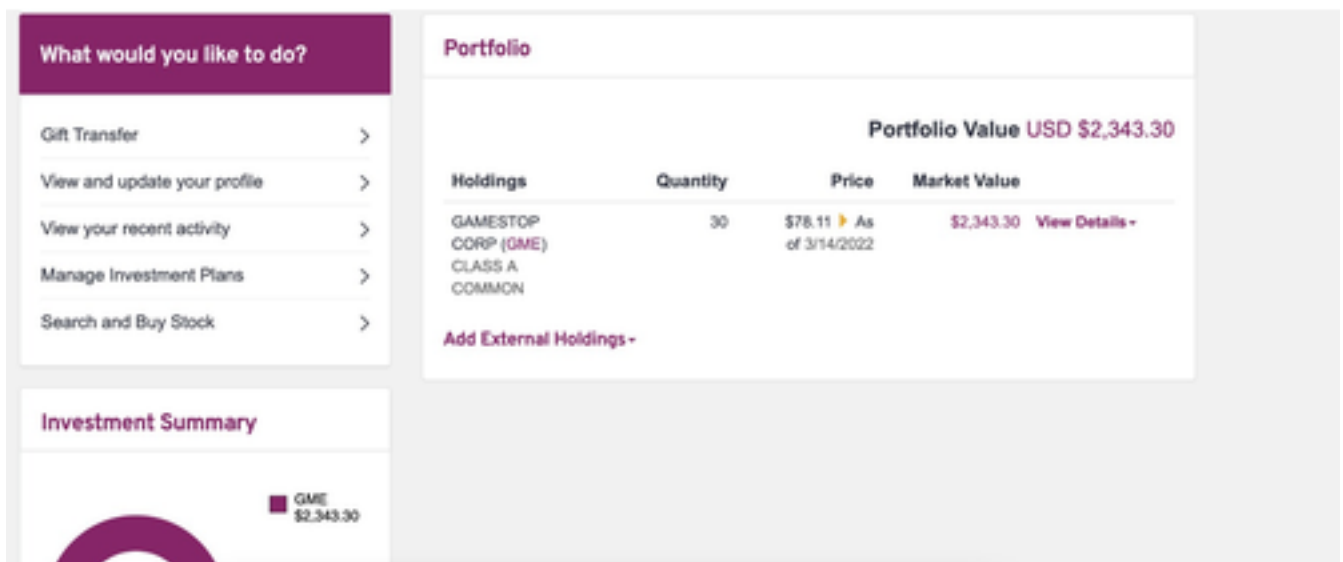 What would you like to do?
Gift Transfer
View and update your profile
View your recent activity
Manage Investment Plans
Search and Buy Stock
Portfolio
Portfolio Value USD $2,343.30
Holdings Quantity Price Market Value
GAMESTOP 30 $78.11 As $2,343.30 View Details
CORP (GME) of 3/14/2022
CLASS A
COMMON
Add External Holdings
Investment Summary
GME
$2,343.30